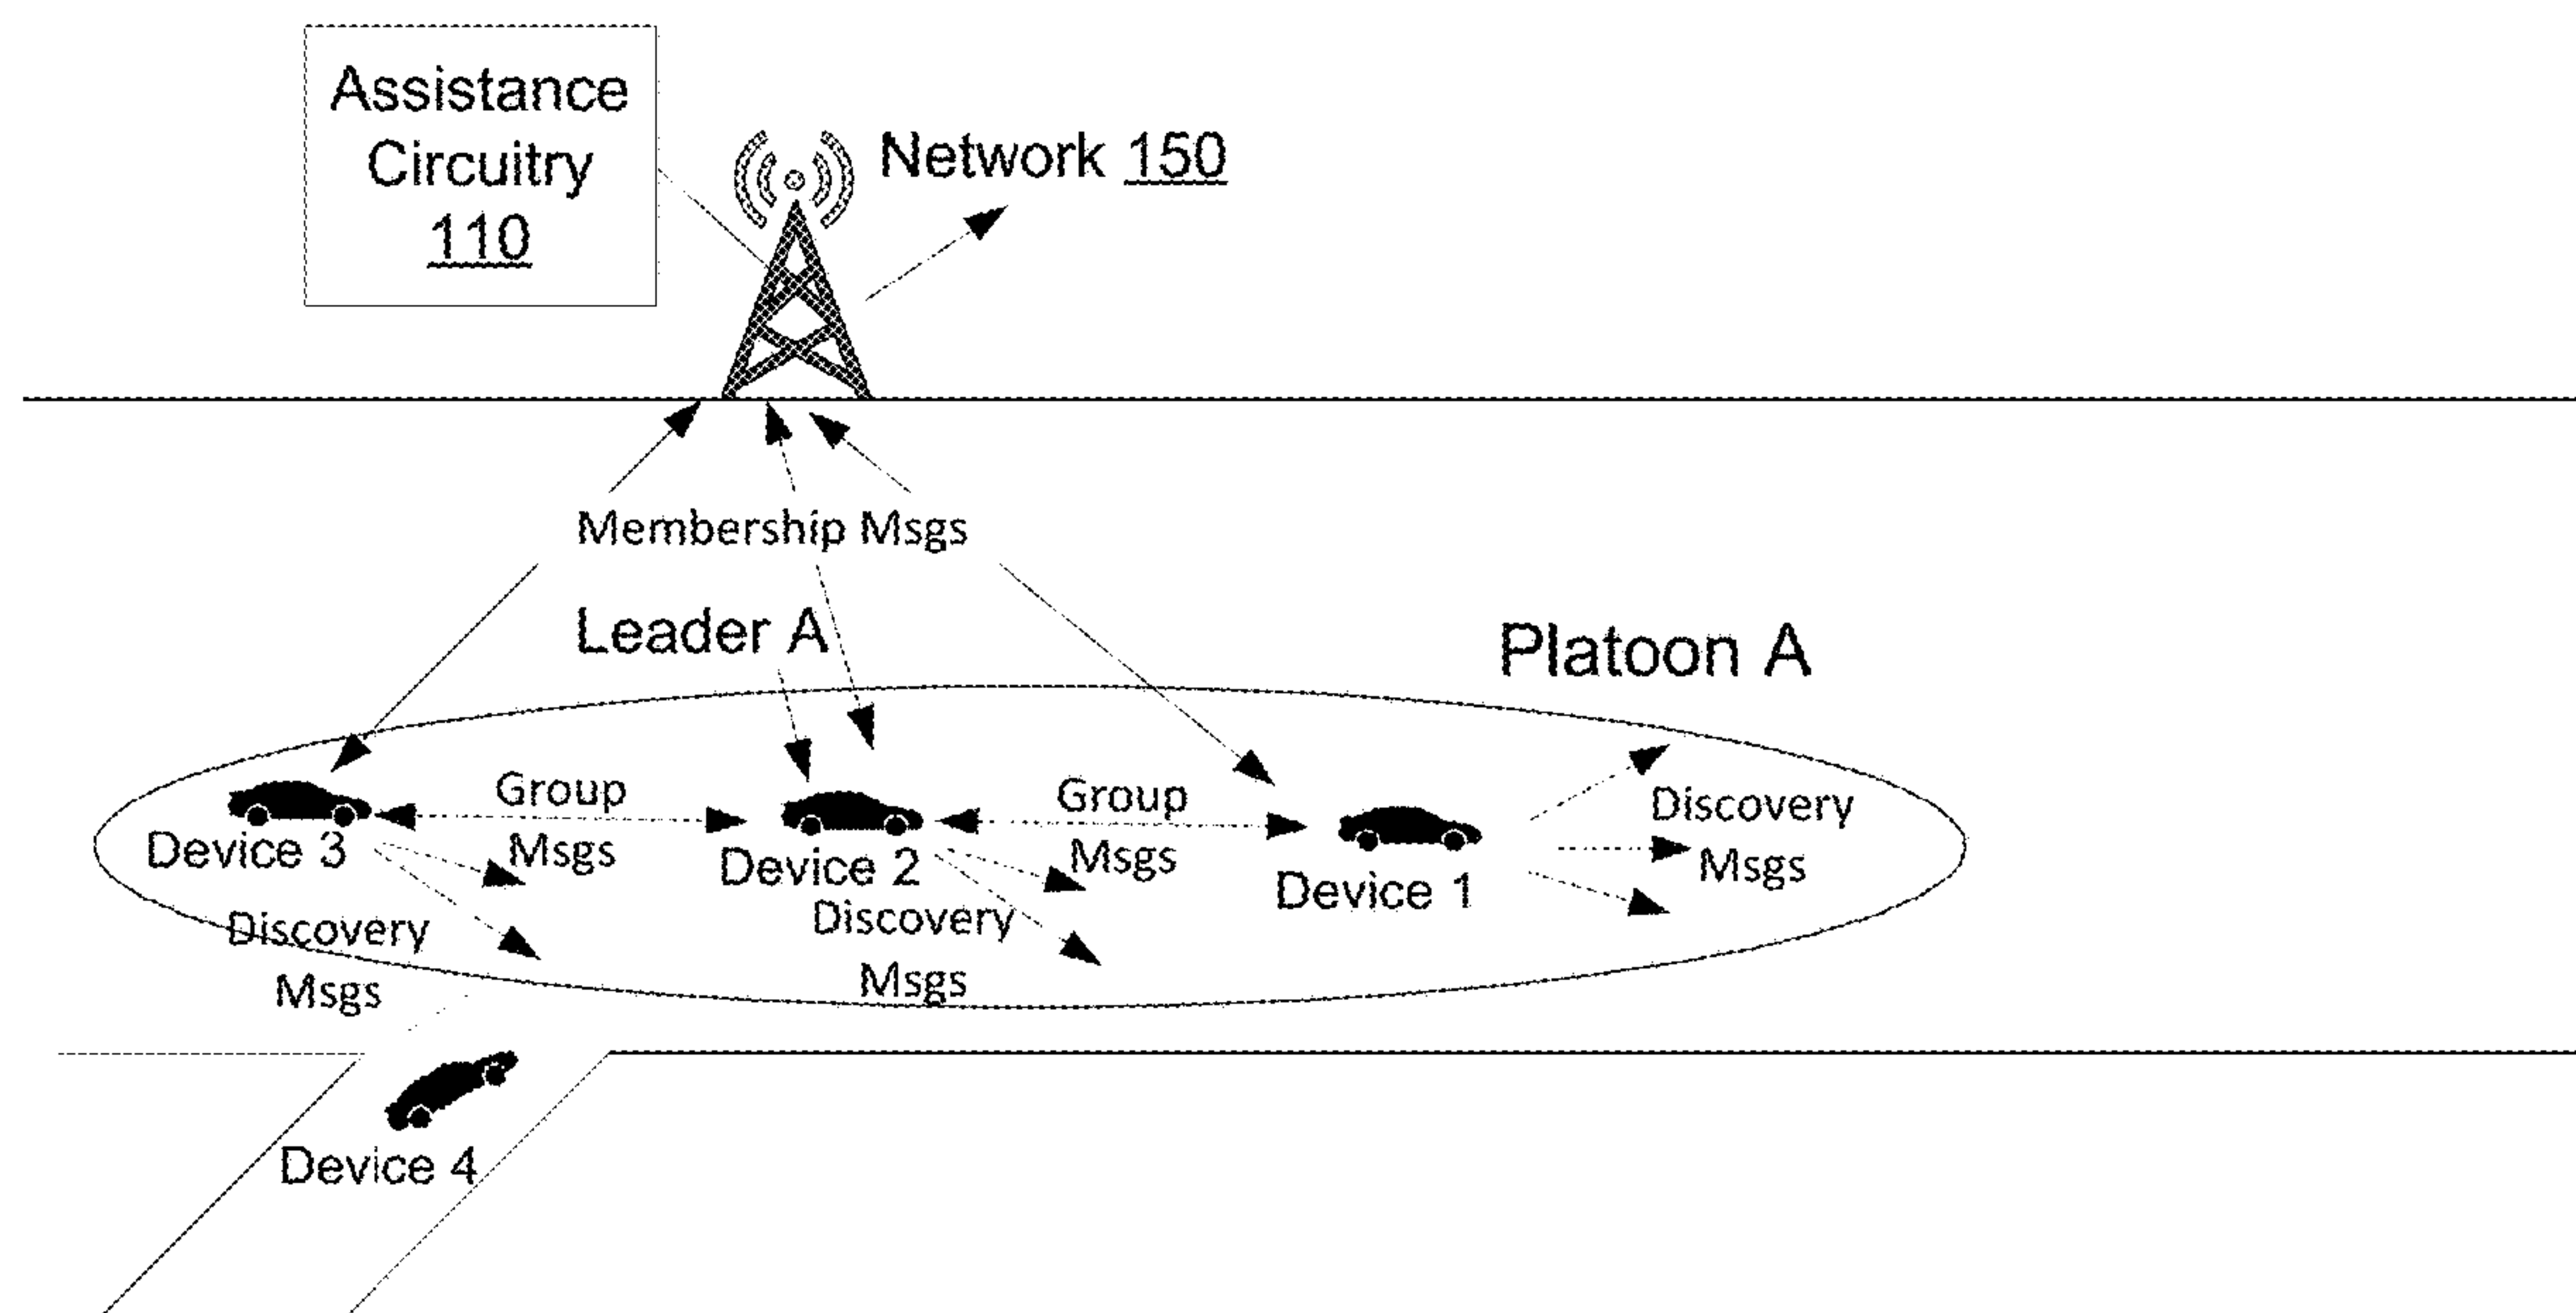 Assistance
Circuitry
110
Network 150
Membership Msgs
Leader A
Platoon A
Group
Msgs
Group
Msgs
Discovery
Msgs
Device 3
Device 2
Device 1
Discovery
Msgs
Discovery
Msgs
Device 4